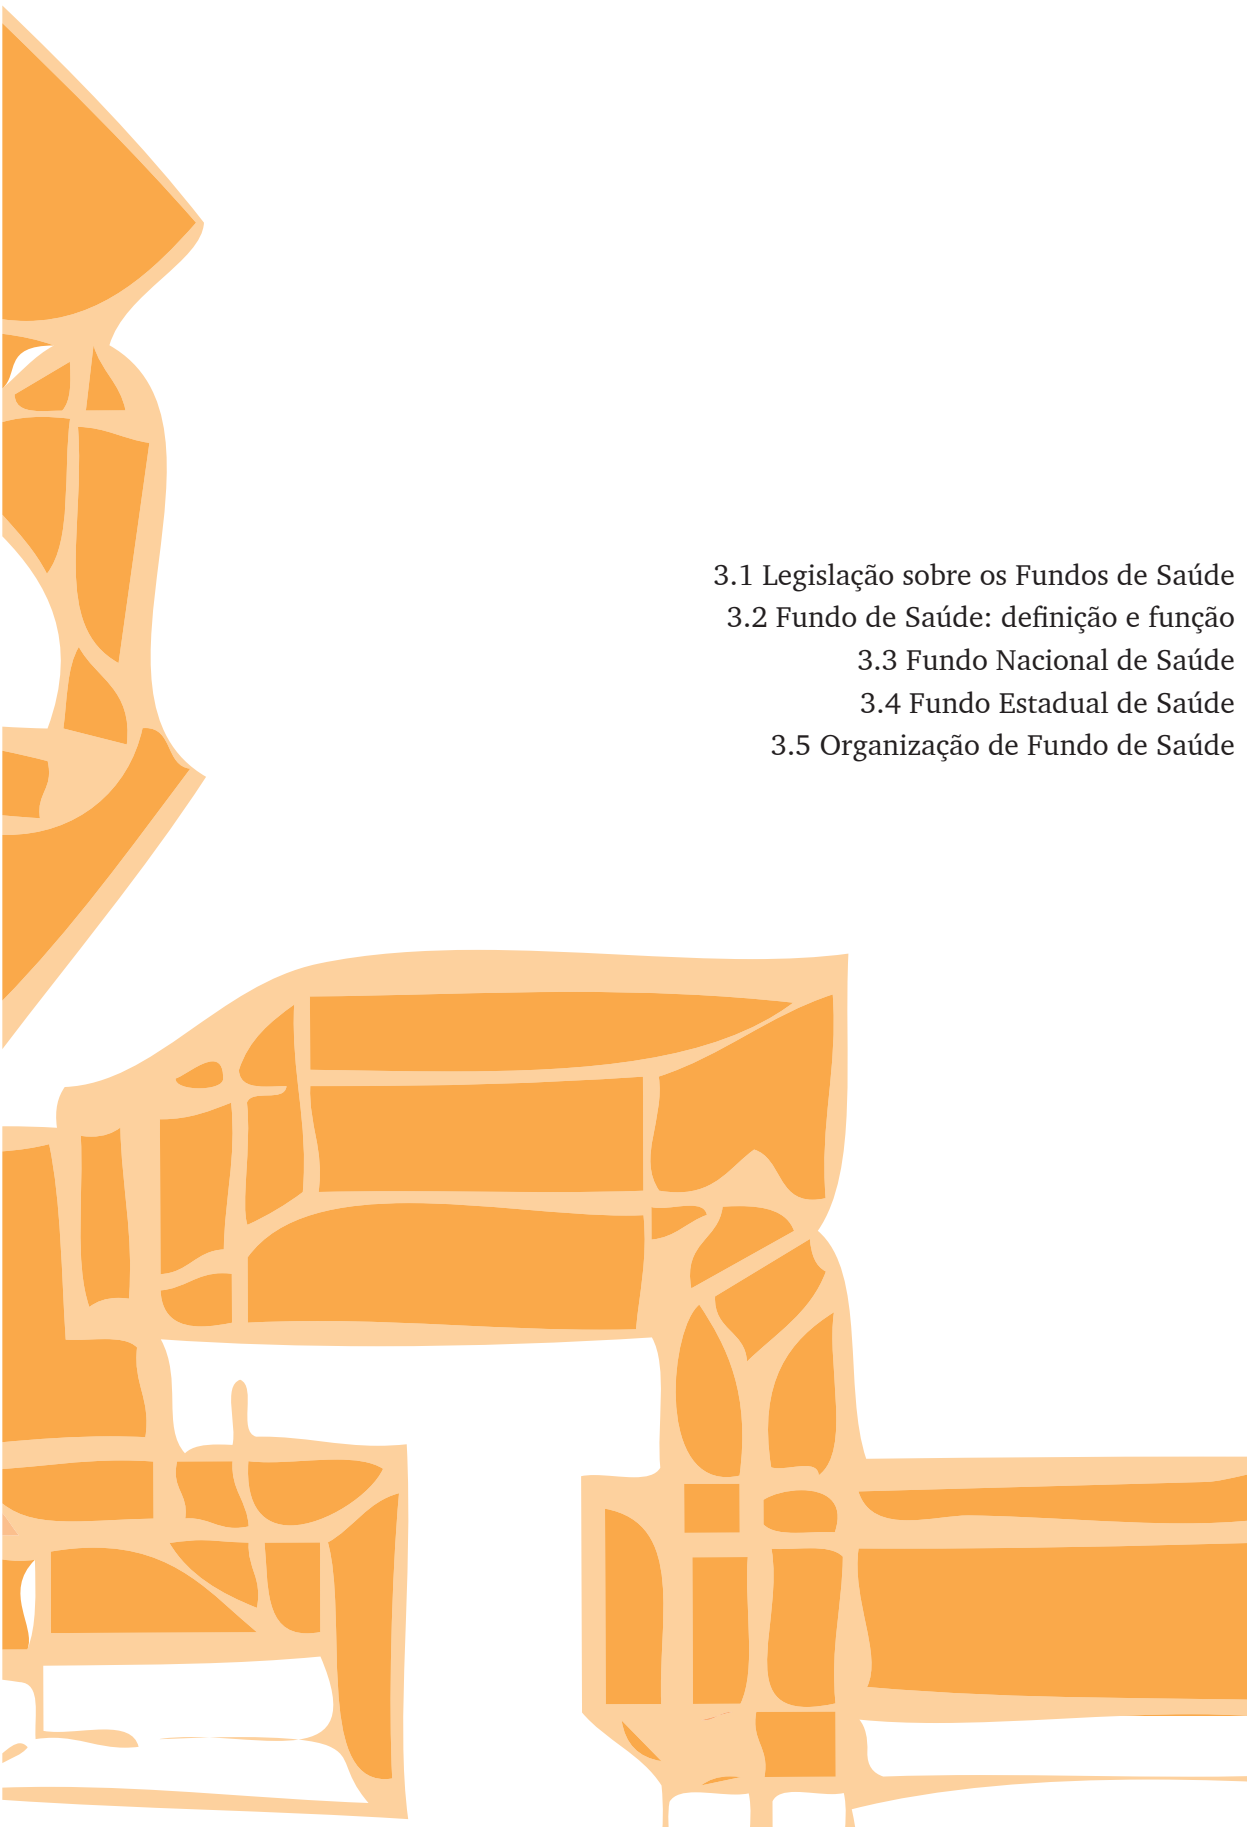 3.1 Legislação sobre os Fundos de Saúde
3.2 Fundo de Saúde: definição e função
3.3 Fundo Nacional de Saúde
3.4 Fundo Estadual de Saúde
3.5 Organização de Fundo de Saúde